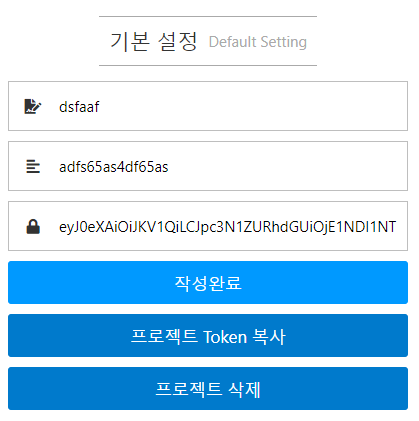 기본 설정 Default Setting
dsfaaf
adfs65as4df65as
eyJ0eXAiOiJKV1QiLCJpc3N1ZURhdGUiOjE1NDI1NT
작성완료
프로젝트 Token 복사
프로젝트 삭제